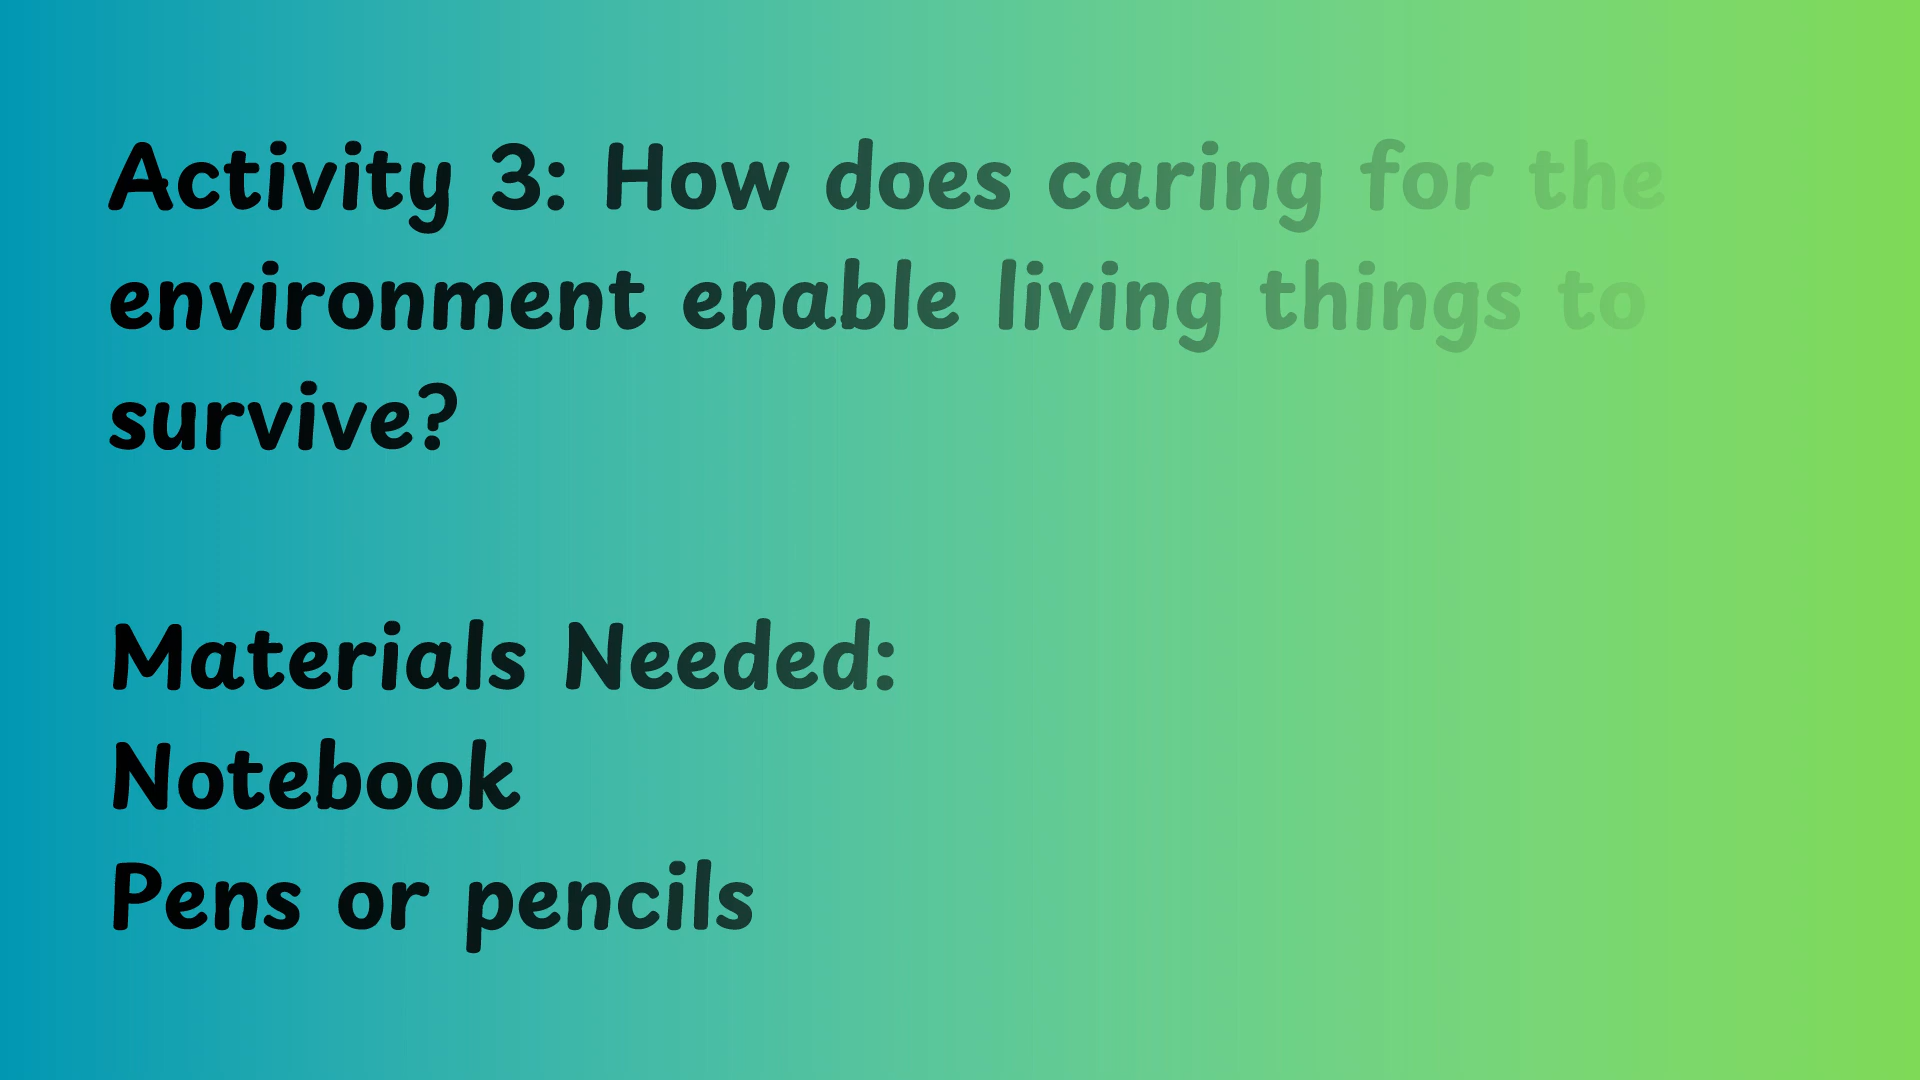 Activity 3: How does caring for the
environment enable living things to
survive?
Materials Needed:
Notebook
Pens or pencils